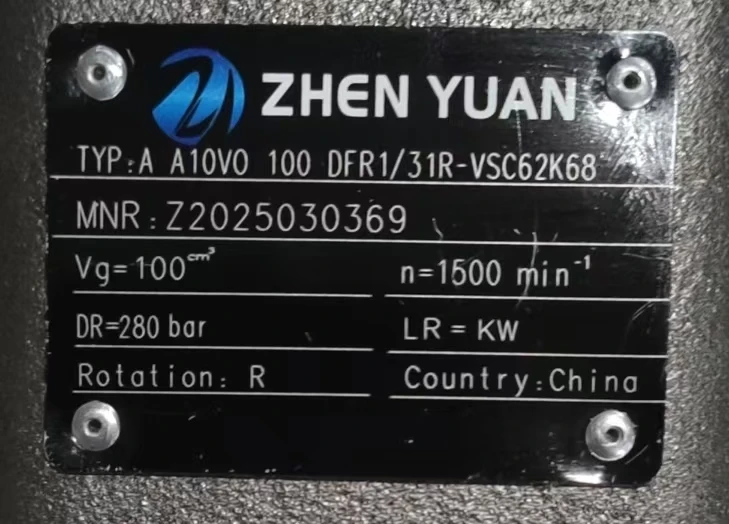 ZHEN YUAN
TYP:A A10VO 100 DFR1/31R-VSC62K68
MNR:Z2025030369
Vg=100cm³ n=1500 min⁻¹
DR=280 bar LR = KW
Rotation: R Country:China